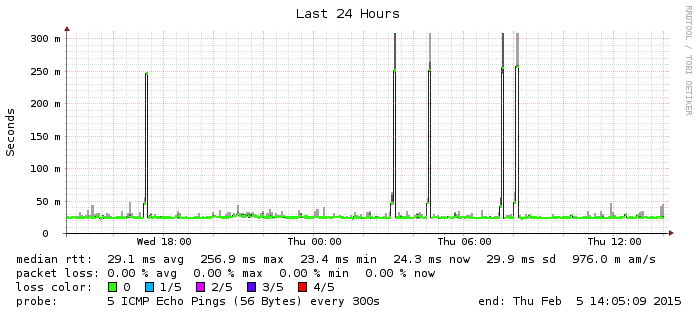 Last 24 Hours
RRDTOOL / TOBI OETIKER
Seconds
300 m
250 m
200 m
150 m
100 m
50 m
0
Wed 18:00 Thu 00:00 Thu 06:00 Thu 12:00
median rtt: 29.1 ms avg 256.9 ms max 23.4 ms min 24.3 ms now 29.9 ms sd 976.0 m am/s
packet loss: 0.00 % avg 0.00 % max 0.00 % min 0.00 % now
loss color: 0 1/5 2/5 3/5 4/5
probe: 5 ICMP Echo Pings (56 Bytes) every 300s end: Thu Feb 5 14:05:09 2015